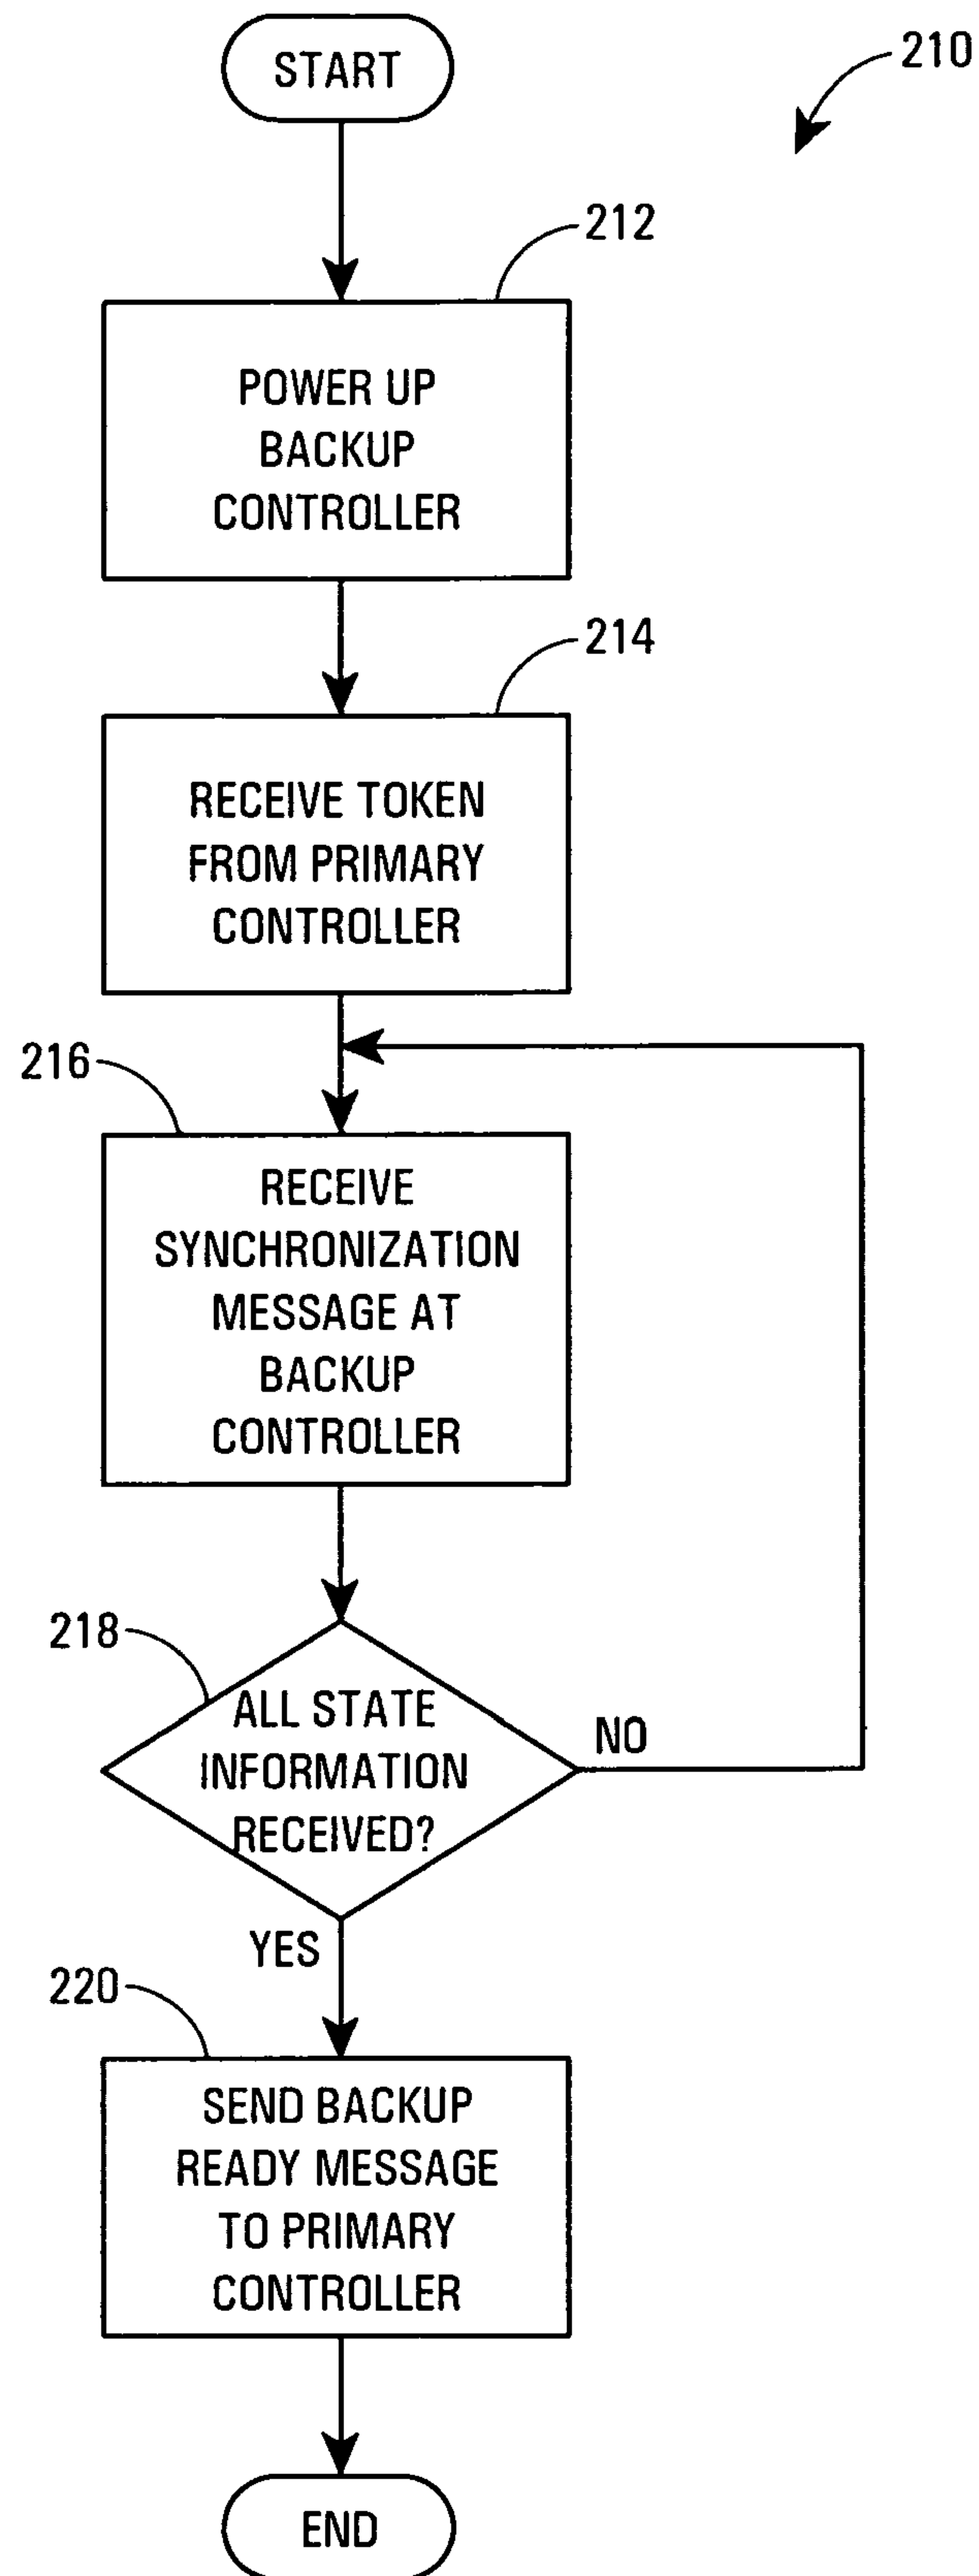 START
210
212
POWER UP
BACKUP
CONTROLLER
214
RECEIVE TOKEN
FROM PRIMARY
CONTROLLER
216
RECEIVE
SYNCHRONIZATION
MESSAGE AT
BACKUP
CONTROLLER
218
ALL STATE
INFORMATION
RECEIVED?
NO
YES
220
SEND BACKUP
READY MESSAGE
TO PRIMARY
CONTROLLER
END